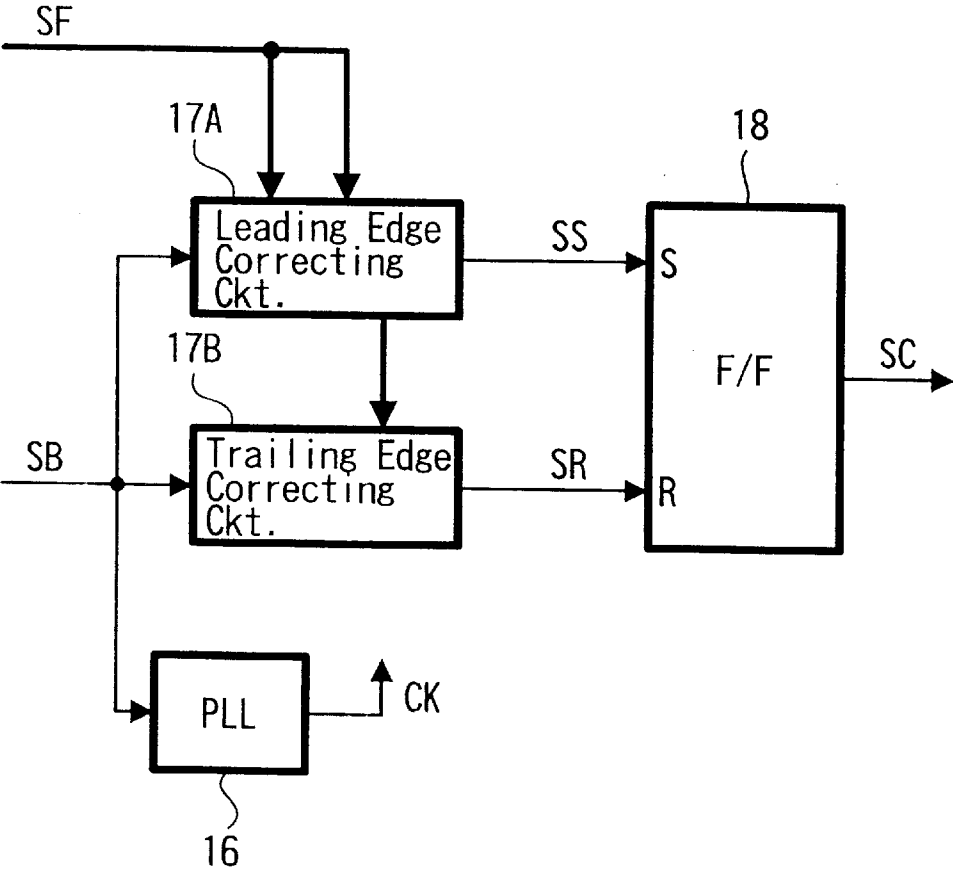 SF
17A
18
Leading Edge
Correcting
Ckt.
SS
S
17B
F/F
SC
SB
Trailing Edge
Correcting
Ckt.
SR
R
PLL
CK
16